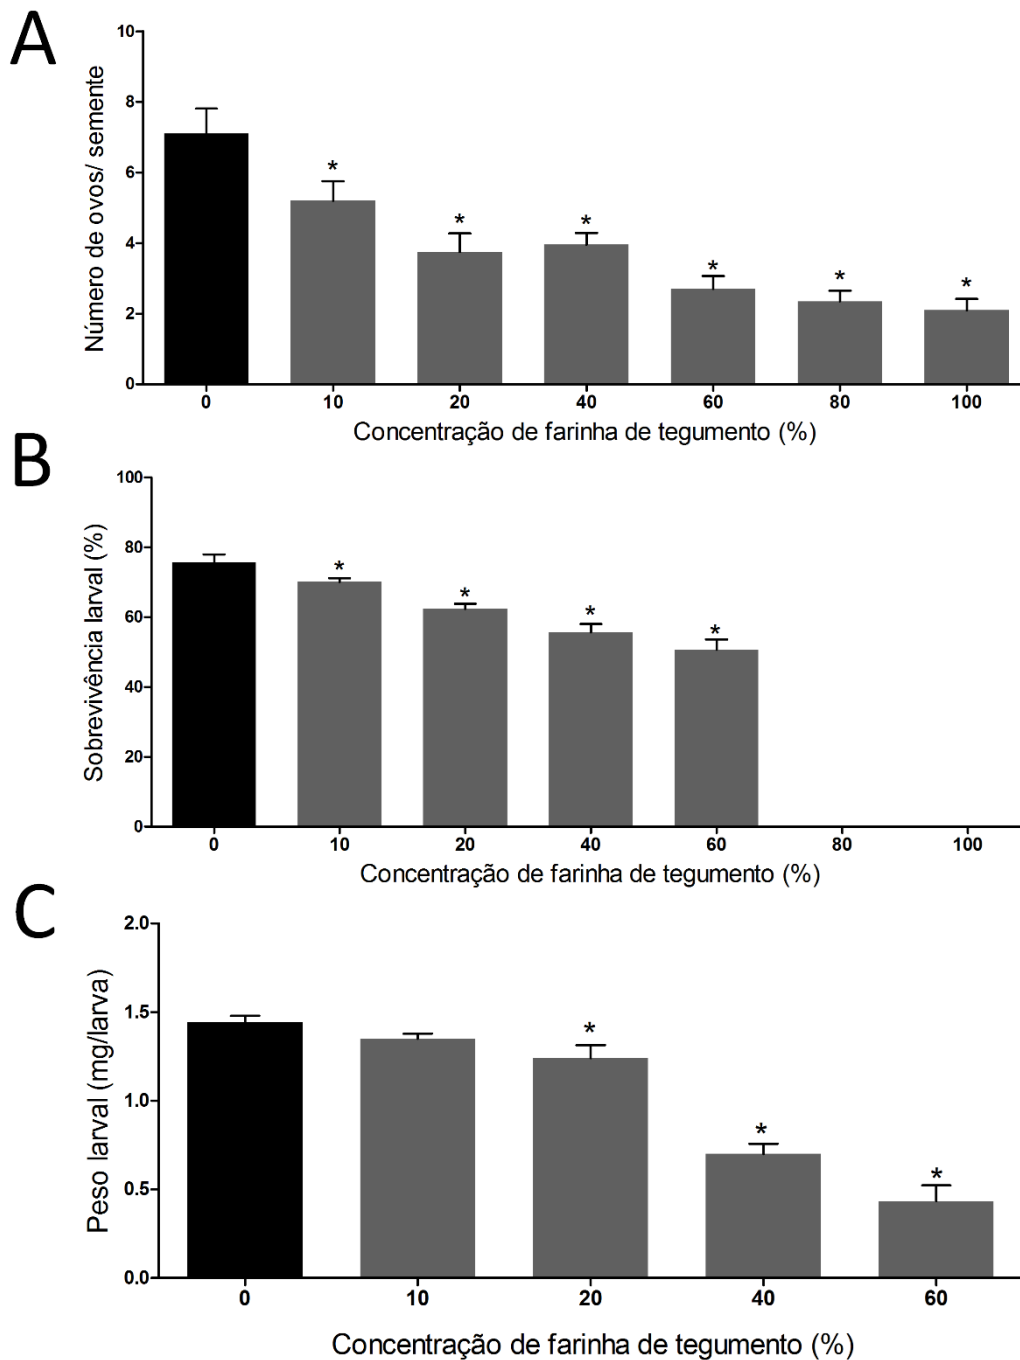 A
Número de ovos/ semente
10
8
6
4
2
0
* * * * * *
0 10 20 40 60 80 100
Concentração de farinha de tegumento (%)
B
Sobrevivência larval (%)
100
80
60
40
20
0
* * * *
0 10 20 40 60 80 100
Concentração de farinha de tegumento (%)
C
Peso larval (mg/larva)
2.0
1.5
1.0
0.5
0.0
* * *
0 10 20 40 60
Concentração de farinha de tegumento (%)